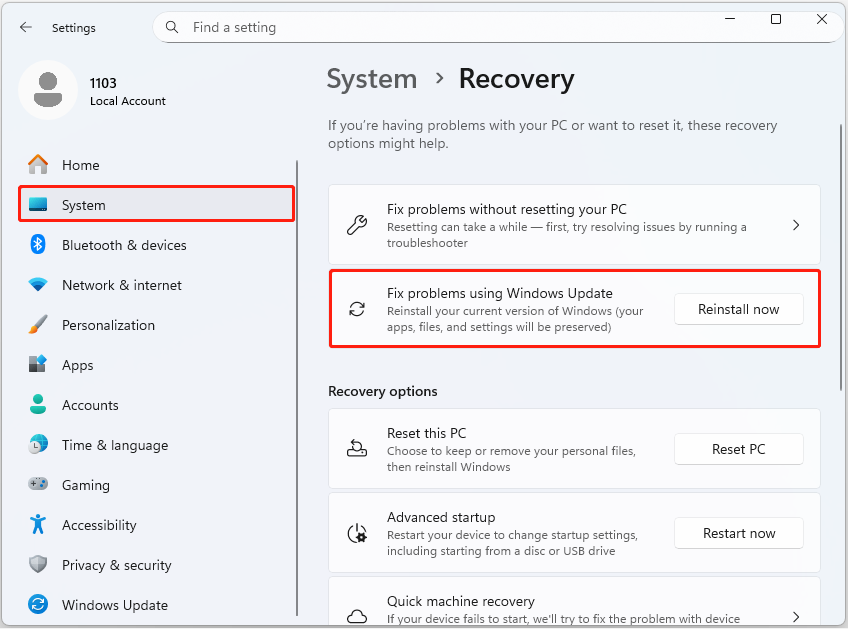 Settings
Find a setting
1103
Local Account
Home
System
Bluetooth & devices
Network & internet
Personalization
Apps
Accounts
Time & language
Gaming
Accessibility
Privacy & security
Windows Update
System > Recovery
If you're having problems with your PC or want to reset it, these recovery
options might help.
Fix problems without resetting your PC
Resetting can take a while — first, try resolving issues by running a
troubleshooter
Fix problems using Windows Update
Reinstall your current version of Windows (your
apps, files, and settings will be preserved)
Reinstall now
Recovery options
Reset this PC
Choose to keep or remove your personal files,
then reinstall Windows
Reset PC
Advanced startup
Restart your device to change startup settings,
including starting from a disc or USB drive
Restart now
Quick machine recovery
If your device fails to start, we'll try to fix the problem with device